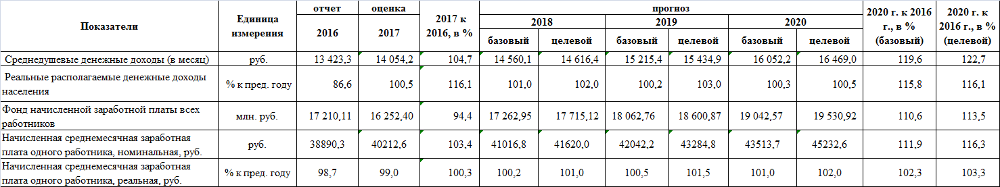 Показатели Единица измерения отчет оценка 2017 к 2016, в % прогноз 2020 г. к 2016 г., в % (базовый) 2020 г. к 2016 г., в % (целевой)
2016 2017 2018 2019 2020
базовый целевой базовый целевой базовый целевой
Среднедушевые денежные доходы (в месяц) руб. 13 423,3 14 054,2 104,7 14 560,1 14 616,4 15 215,4 15 434,9 16 052,2 16 469,0 119,6 122,7
Реальные располагаемые денежные доходы
населения % к пред. году 86,6 100,5 116,1 101,0 102,0 100,2 103,0 100,3 100,5 115,8 116,1
Фонд начисленной заработной платы всех
работников млн. руб. 17 210,11 16 252,40 94,4 17 262,95 17 715,12 18 062,76 18 600,87 19 042,57 19 530,92 110,6 113,5
Начисленная среднемесячная заработная
плата одного работника, номинальная, руб. руб. 38890,3 40212,6 103,4 41016,8 41620,0 42042,2 43284,8 43513,7 45232,6 111,9 116,3
Начисленная среднемесячная заработная
плата одного работника, реальная, руб. % к пред. году 98,7 99,0 100,3 100,2 101,0 100,5 101,5 101,0 102,0 102,3 103,3